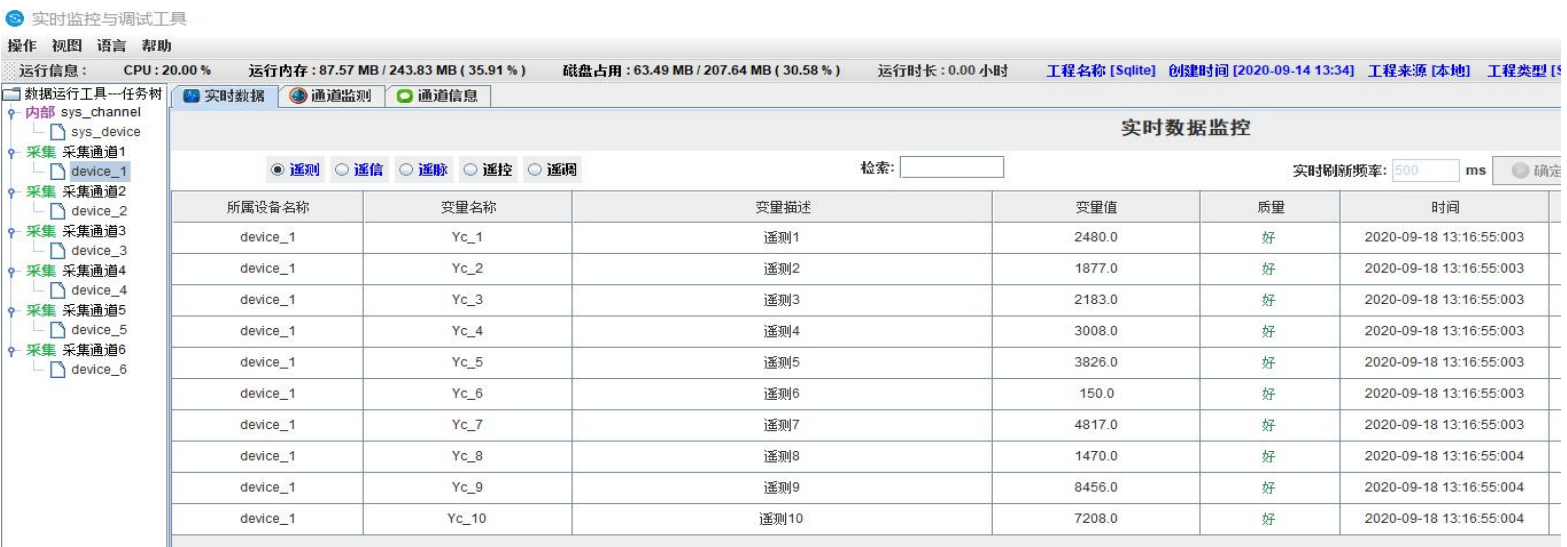 实时监控与调试工具
操作 视图 语言 帮助
运行信息： CPU : 20.00 % 运行内存 : 87.57 MB / 243.83 MB ( 35.91 % ) 磁盘占用 : 63.49 MB / 207.64 MB ( 30.58 % ) 运行时长 : 0.00 小时 工程名称 [Sqlite] 创建时间 [2020-09-14 13:34] 工程来源 [本地] 工程类型 [S
数据运行工具---任务树
内部 sys_channel
sys_device
采集 采集通道1
device_1
采集 采集通道2
device_2
采集 采集通道3
device_3
采集 采集通道4
device_4
采集 采集通道5
device_5
采集 采集通道6
device_6
实时数据 通道监测 通道信息
实时数据监控
遥测 遥信 遥脉 遥控 遥调 检索: 实时刷新频率: 500 ms 确定
所属设备名称 变量名称 变量描述 变量值 质量 时间
device_1 Yc_1 遥测1 2480.0 好 2020-09-18 13:16:55:003
device_1 Yc_2 遥测2 1877.0 好 2020-09-18 13:16:55:003
device_1 Yc_3 遥测3 2183.0 好 2020-09-18 13:16:55:003
device_1 Yc_4 遥测4 3008.0 好 2020-09-18 13:16:55:003
device_1 Yc_5 遥测5 3826.0 好 2020-09-18 13:16:55:003
device_1 Yc_6 遥测6 150.0 好 2020-09-18 13:16:55:003
device_1 Yc_7 遥测7 4817.0 好 2020-09-18 13:16:55:003
device_1 Yc_8 遥测8 1470.0 好 2020-09-18 13:16:55:004
device_1 Yc_9 遥测9 8456.0 好 2020-09-18 13:16:55:004
device_1 Yc_10 遥测10 7208.0 好 2020-09-18 13:16:55:004